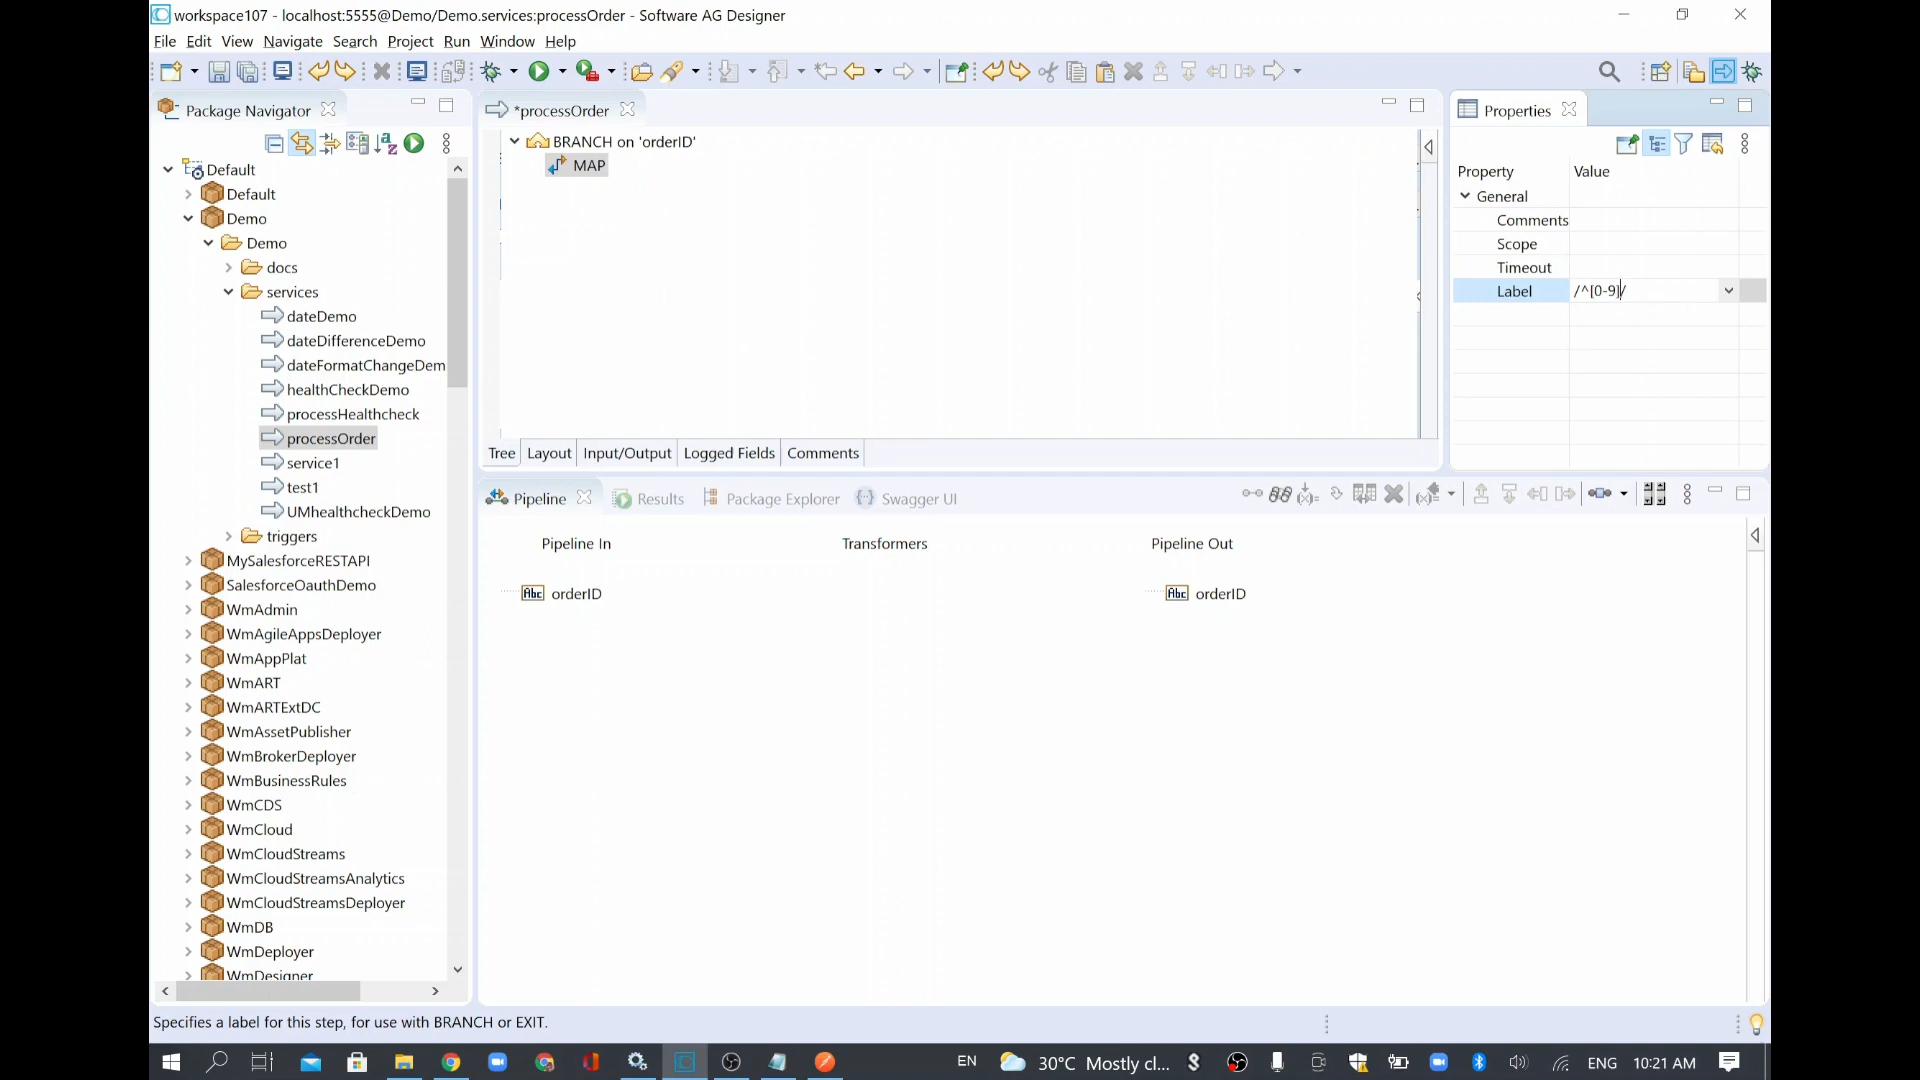 workspace107 - localhost:5555@Demo/Demo.services:processOrder - Software AG Designer
File Edit View Navigate Search Project Run Window Help
Package Navigator
Default
Default
Demo
Demo
docs
services
dateDemo
dateDifferenceDemo
dateFormatChangeDem
healthCheckDemo
processHealthcheck
processOrder
service1
test1
UMhealthcheckDemo
triggers
MySalesforceRESTAPI
SalesforceOauthDemo
WmAdmin
WmAgileAppsDeployer
WmAppPlat
WmART
WmARTExtDC
WmAssetPublisher
WmBrokerDeployer
WmBusinessRules
WmCDS
WmCloud
WmCloudStreams
WmCloudStreamsAnalytics
WmCloudStreamsDeployer
WmDB
WmDeployer
WmDesigner
*processOrder
BRANCH on 'orderID'
MAP
Tree Layout Input/Output Logged Fields Comments
Properties
Property Value
General
Comments
Scope
Timeout
Label /^[0-9]/
Pipeline Results Package Explorer Swagger UI
Pipeline In Transformers Pipeline Out
Abc orderID Abc orderID
Specifies a label for this step, for use with BRANCH or EXIT.
EN 30°C Mostly cl... ENG 10:21 AM